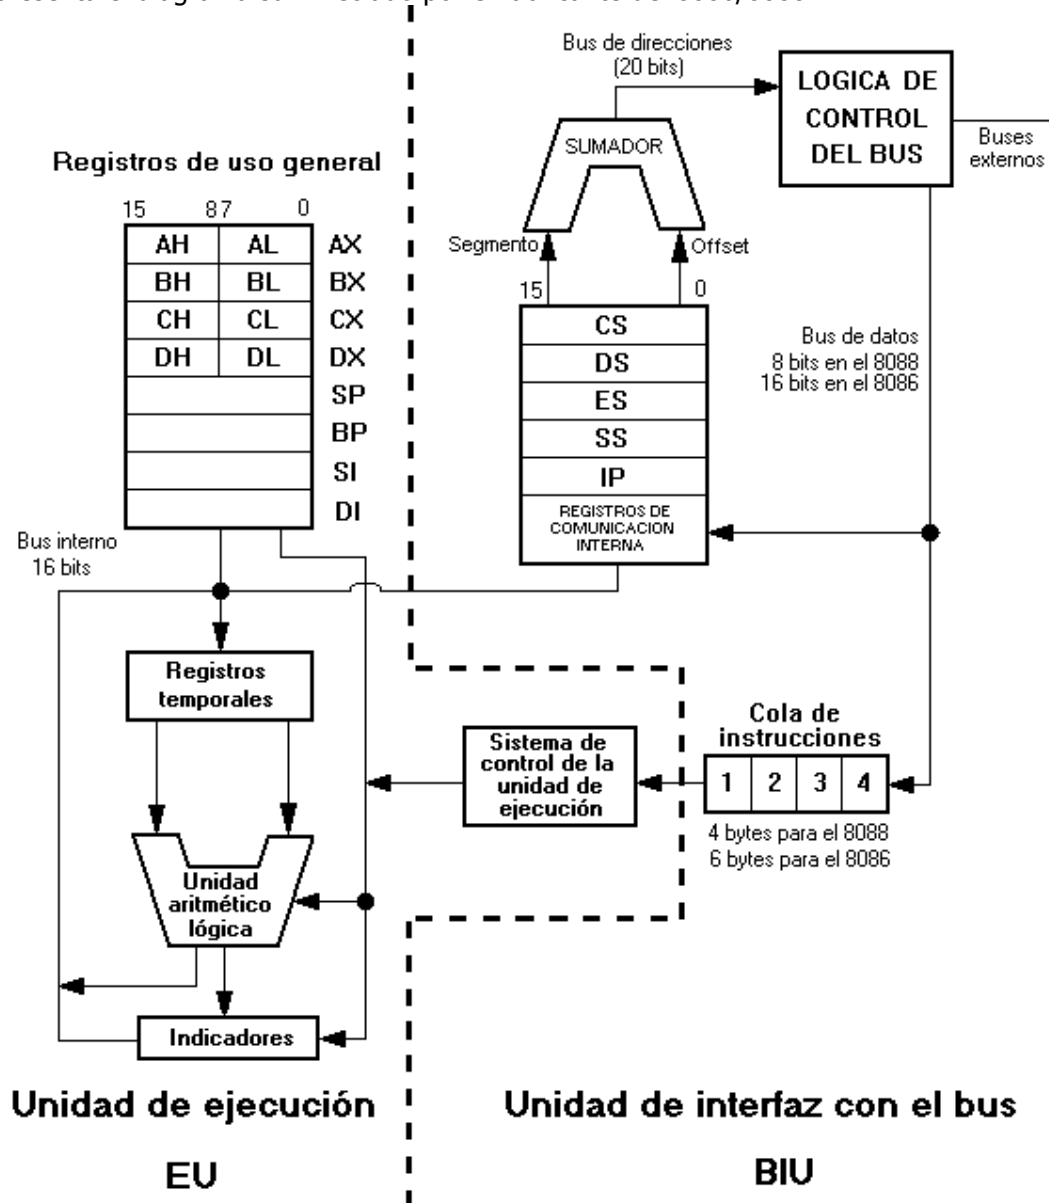 Bus de direcciones
(20 bits)
LOGICA DE
CONTROL
DEL BUS
Buses
externos
SUMADOR
Registros de uso general
15 87 0
AH AL AX
BH BL BX
CH CL CX
DH DL DX
SP
BP
SI
DI
Segmento
Offset
15 0
CS
DS
ES
SS
IP
REGISTROS DE
COMUNICACION
INTERNA
Bus de datos
8 bits en el 8088
16 bits en el 8086
Bus interno
16 bits
Registros
temporales
Sistema de
control de la
unidad de
ejecución
Cola de
instrucciones
1 2 3 4
4 bytes para el 8088
6 bytes para el 8086
Unidad
aritmético
lógica
Indicadores
Unidad de ejecución
EU
Unidad de interfaz con el bus
BIU